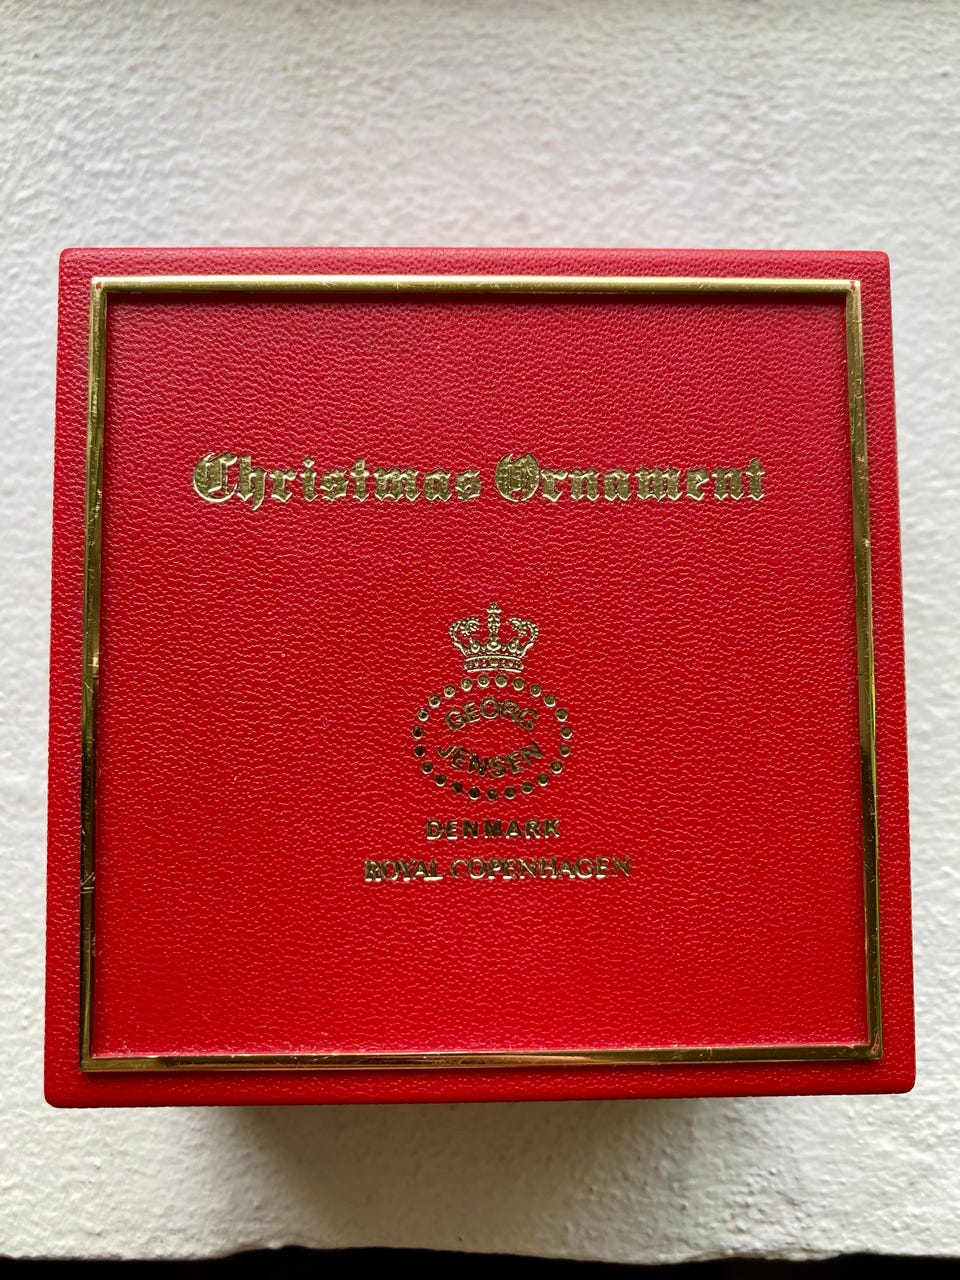 Christmas Ornament
GEORG
JENSEN
DENMARK
ROYAL COPENHAGEN